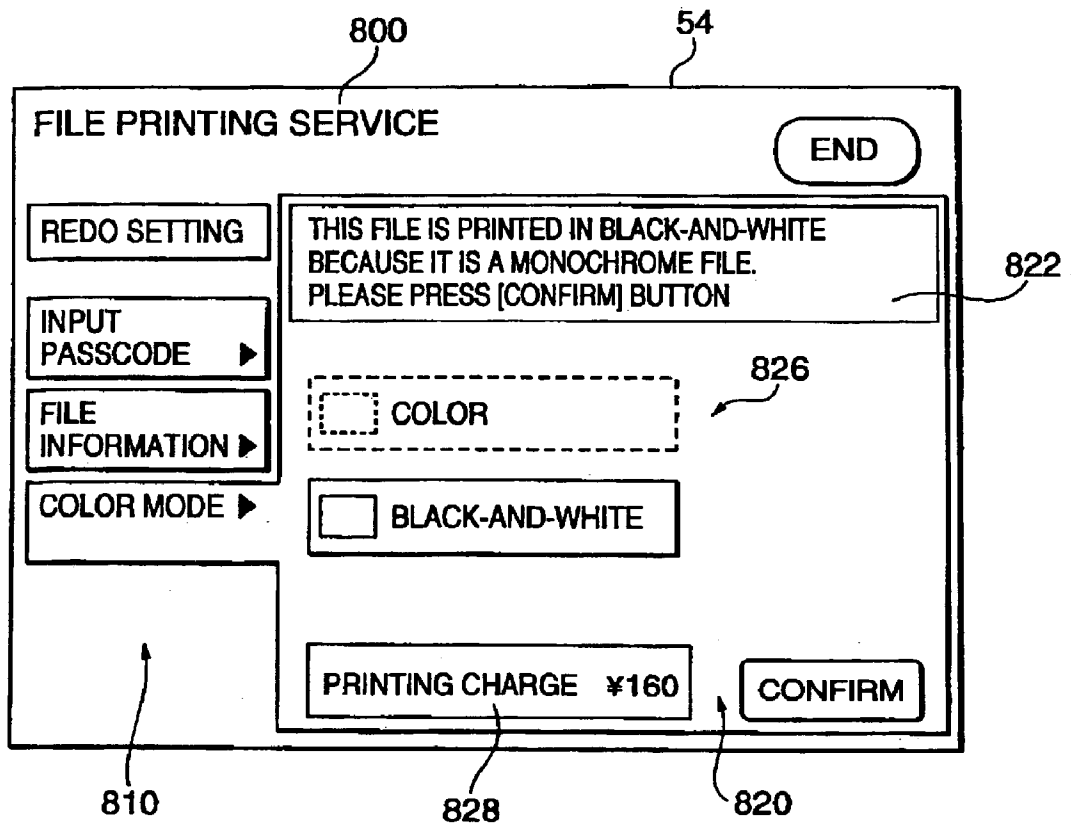 800
54
FILE PRINTING SERVICE
END
REDO SETTING
INPUT
PASSCODE
FILE
INFORMATION
COLOR MODE
THIS FILE IS PRINTED IN BLACK-AND-WHITE
BECAUSE IT IS A MONOCHROME FILE.
PLEASE PRESS [CONFIRM] BUTTON
822
826
COLOR
BLACK-AND-WHITE
PRINTING CHARGE ¥160
CONFIRM
810
828
820